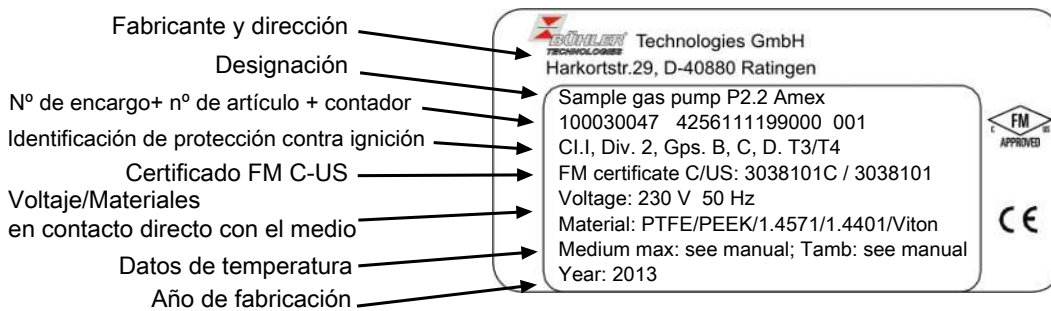 Fabricante y dirección
Designación
Nº de encargo+ nº de artículo + contador
Identificación de protección contra ignición
Certificado FM C-US
Voltaje/Materiales
en contacto directo con el medio
Datos de temperatura
Año de fabricación
BÜHLER Technologies GmbH
TECHNOLOGIES
Harkortstr.29, D-40880 Ratingen
Sample gas pump P2.2 Amex
100030047 4256111199000 001
CI.I, Div. 2, Gps. B, C, D. T3/T4
FM certificate C/US: 3038101C / 3038101
Voltage: 230 V 50 Hz
Material: PTFE/PEEK/1.4571/1.4401/Viton
Medium max: see manual; Tamb: see manual
Year: 2013
FM
C US
APPROVED
CE